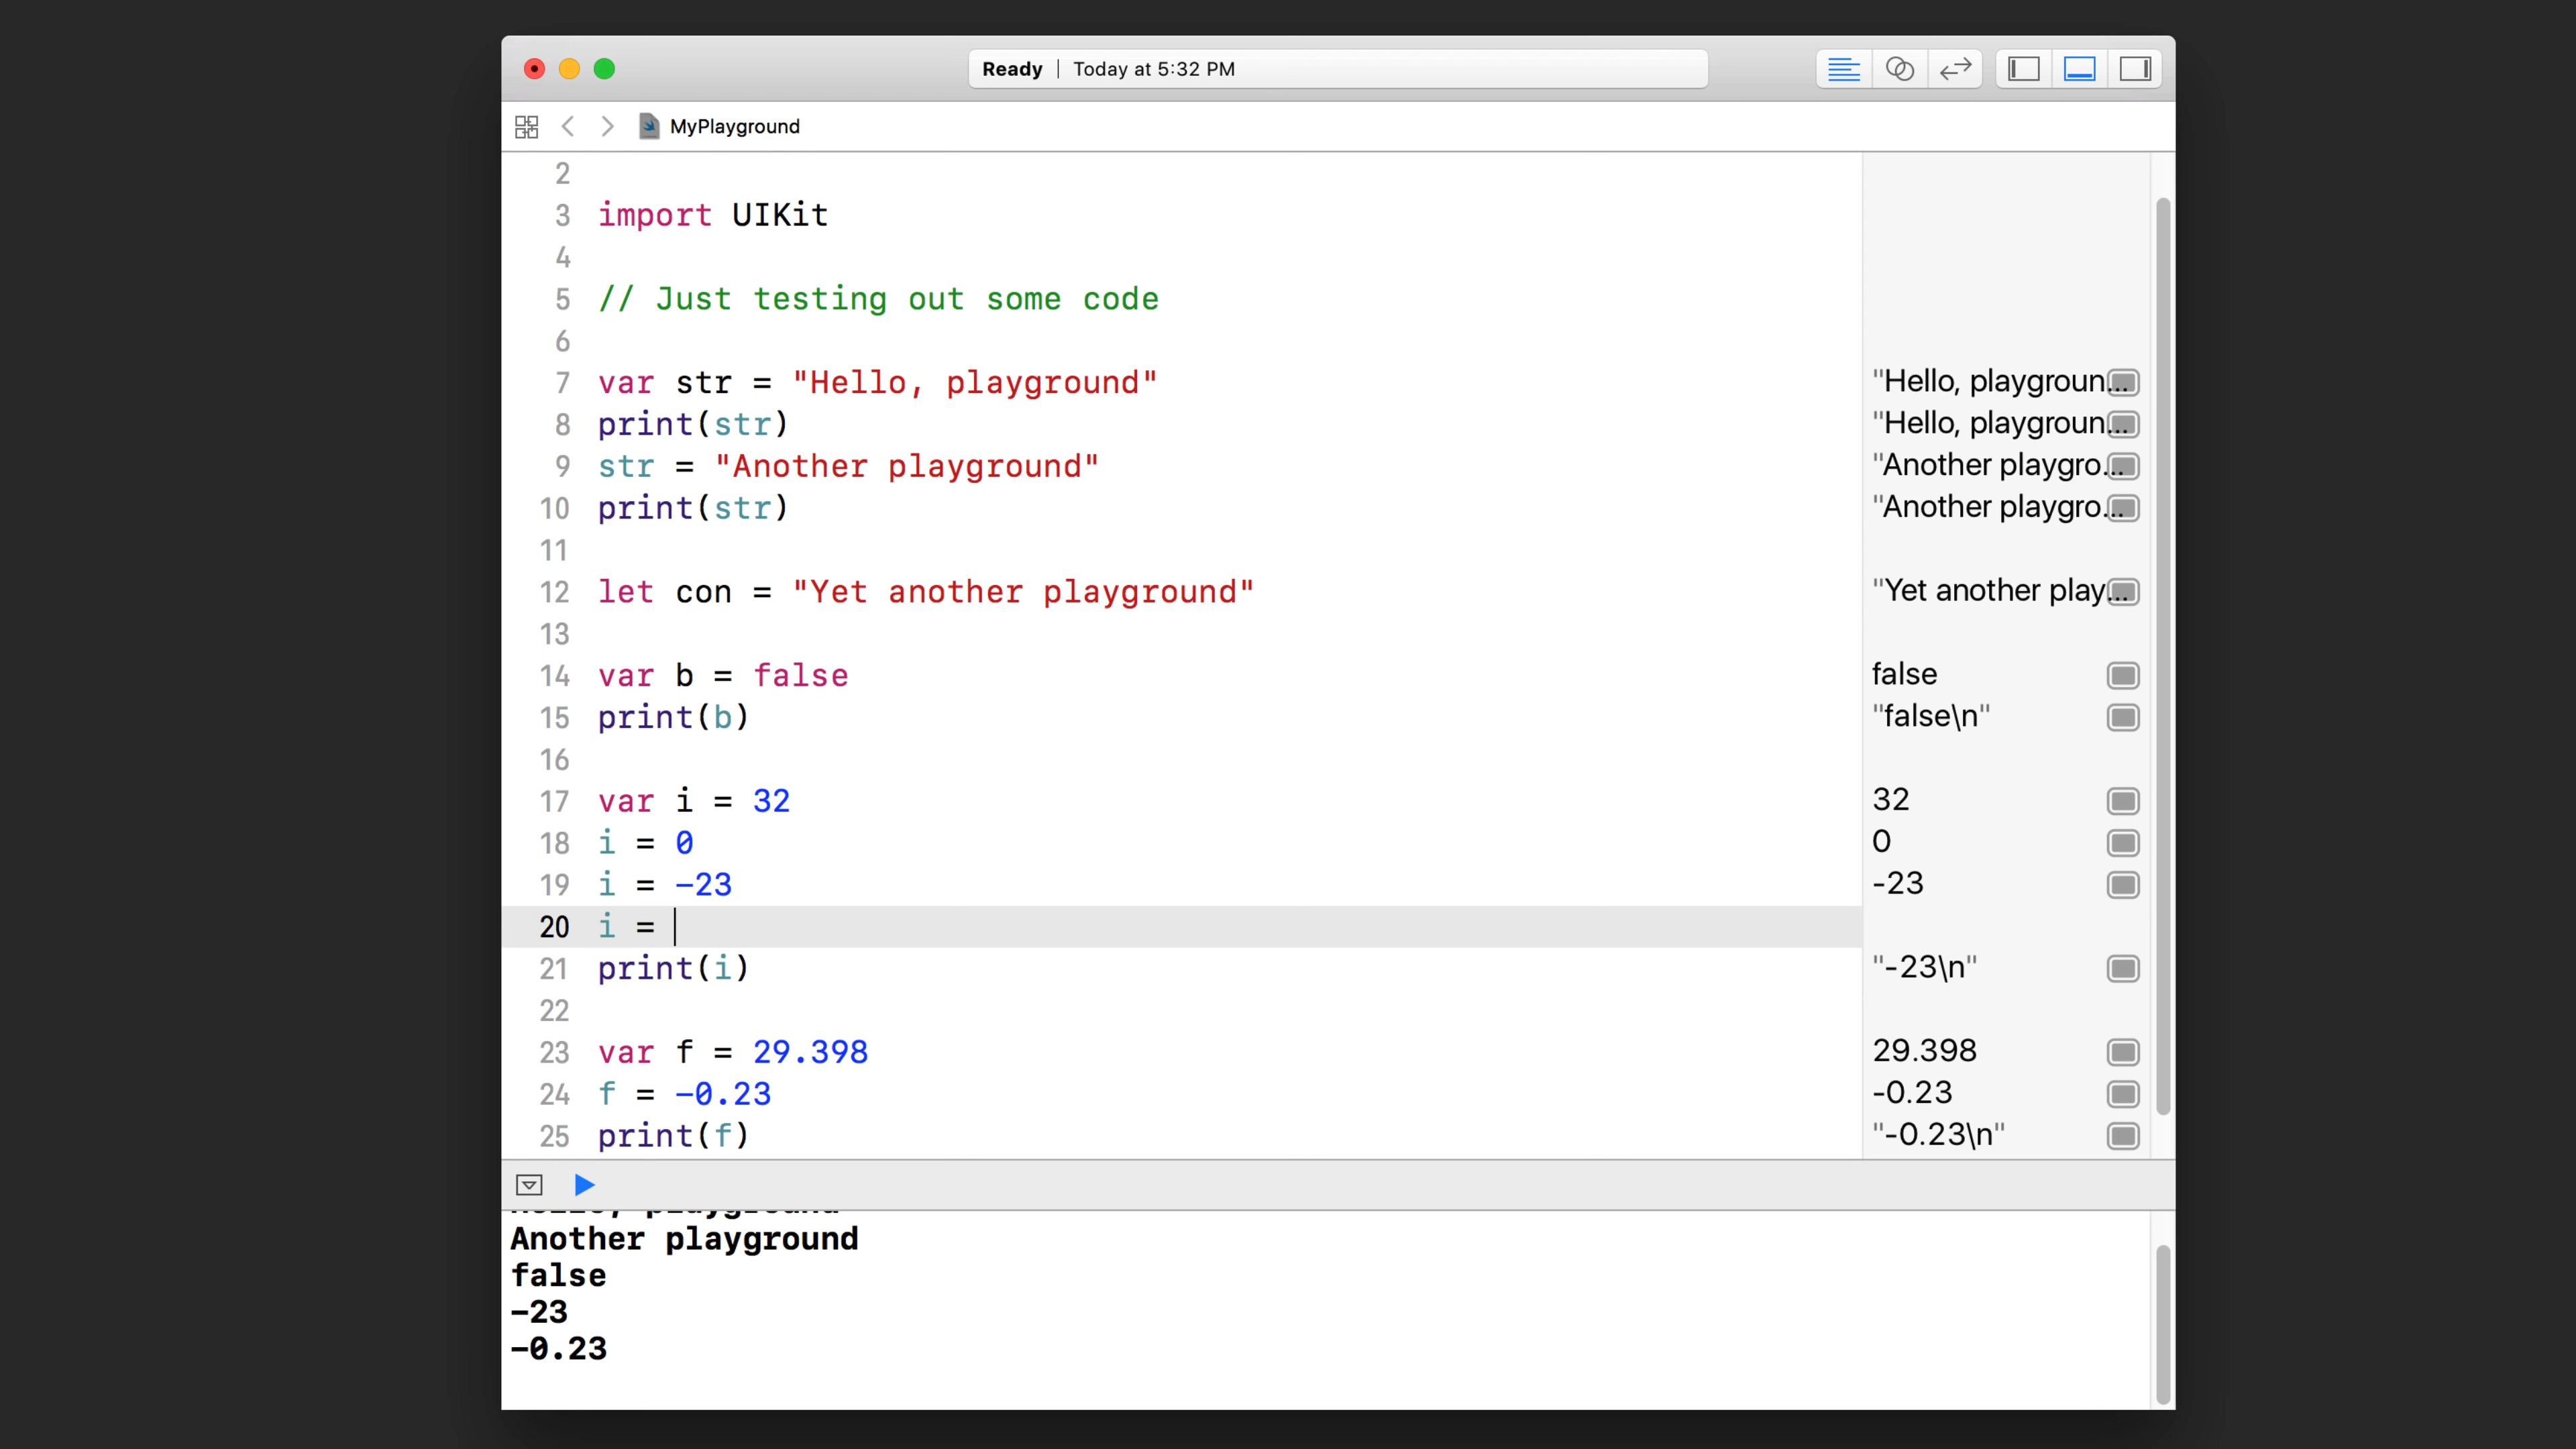 Ready | Today at 5:32 PM
MyPlayground
2
3 import UIKit
4
5 // Just testing out some code
6
7 var str = "Hello, playground" "Hello, playgroun...
8 print(str) "Hello, playgroun...
9 str = "Another playground" "Another playgro...
10 print(str) "Another playgro...
11
12 let con = "Yet another playground" "Yet another play...
13
14 var b = false false
15 print(b) "false\n"
16
17 var i = 32 32
18 i = 0 0
19 i = -23 -23
20 i =
21 print(i) "-23\n"
22
23 var f = 29.398 29.398
24 f = -0.23 -0.23
25 print(f) "-0.23\n"
Another playground
false
-23
-0.23